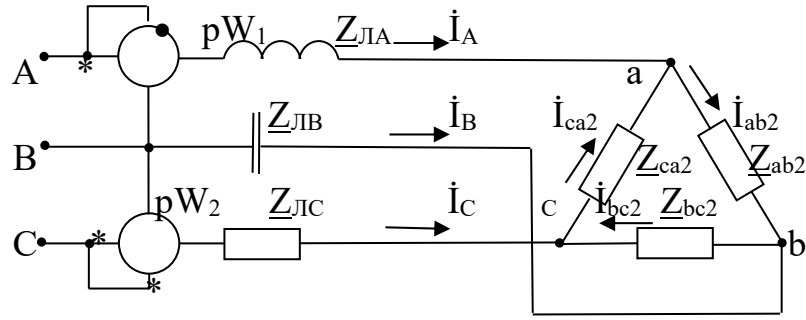 pW₁ Z̲ЛА İA
A *
a
Z̲ЛВ İB İca2 İab2
B Z̲ca2 Z̲ab2
pW₂ Z̲ЛС İC C İbc2 Z̲bc2
C * b
*